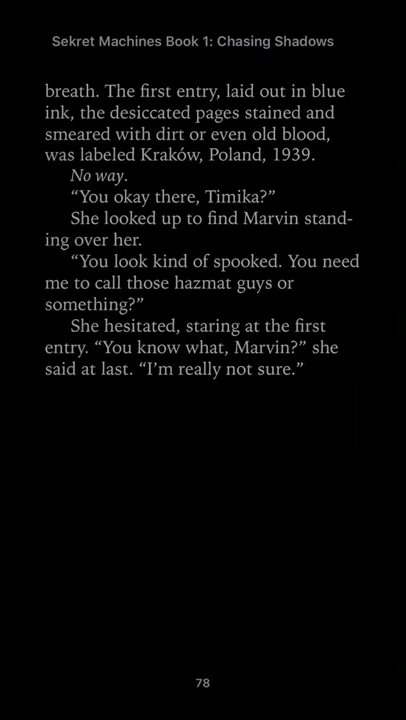 Sekret Machines Book 1: Chasing Shadows
breath. The first entry, laid out in blue
ink, the desiccated pages stained and
smeared with dirt or even old blood,
was labeled Kraków, Poland, 1939.
No way.
“You okay there, Timika?”
She looked up to find Marvin stand-
ing over her.
“You look kind of spooked. You need
me to call those hazmat guys or
something?”
She hesitated, staring at the first
entry. “You know what, Marvin?” she
said at last. “I’m really not sure.”
78